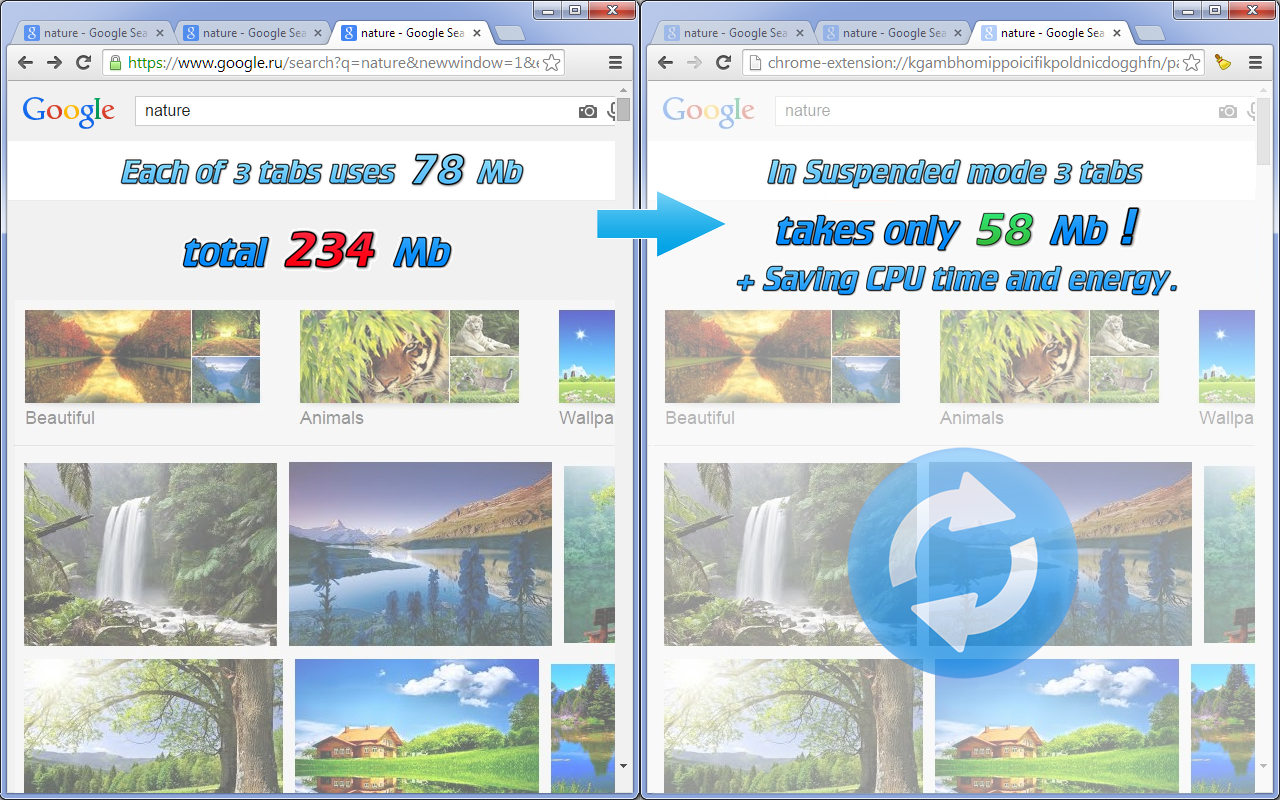 nature - Google Sea
nature - Google Sea
nature - Google Sea
https://www.google.ru/search?q=nature&newwindow=1&e
Google
nature
Each of 3 tabs uses 78 Mb
total 234 Mb
Beautiful
Animals
Wallpa
nature - Google Sea
nature - Google Sea
nature - Google Sea
chrome-extension://kgambhomippoicifikpoldnicdogghfn/pa
Google
nature
In Suspended mode 3 tabs
takes only 58 Mb !
+ Saving CPU time and energy.
Beautiful
Animals
Wallpa